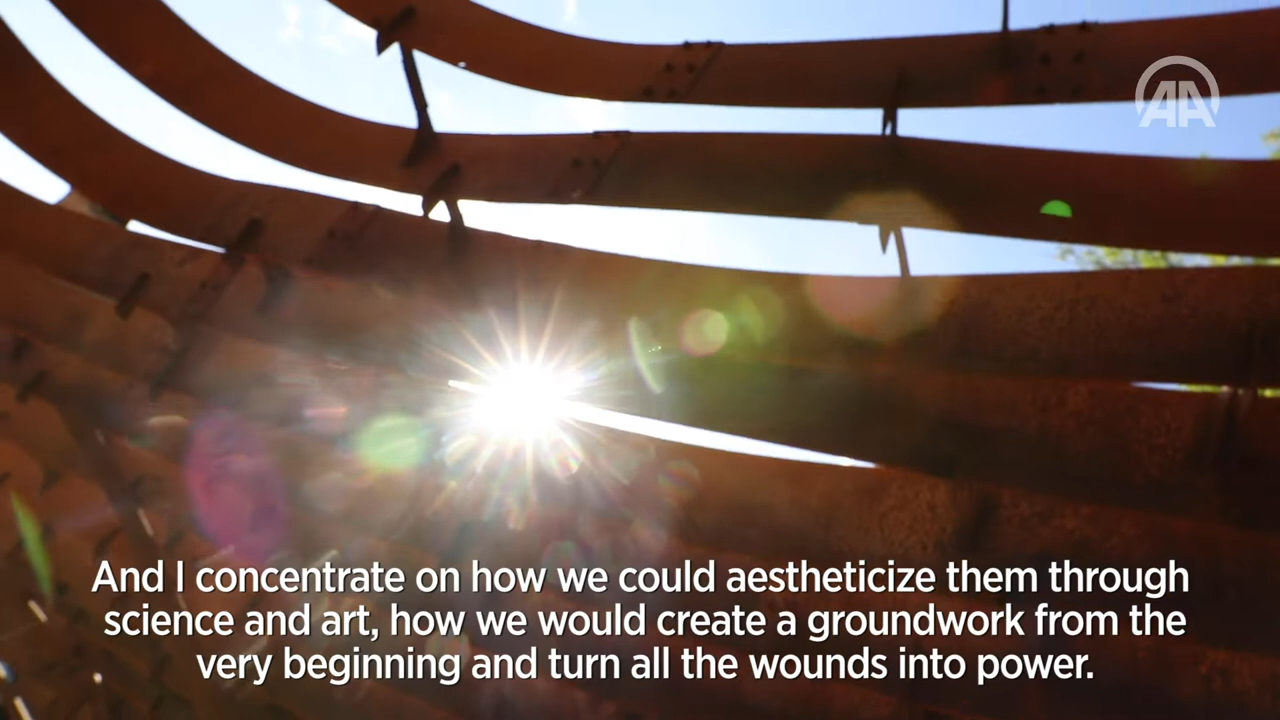 AA
And I concentrate on how we could aestheticize them through
science and art, how we would create a groundwork from the
very beginning and turn all the wounds into power.